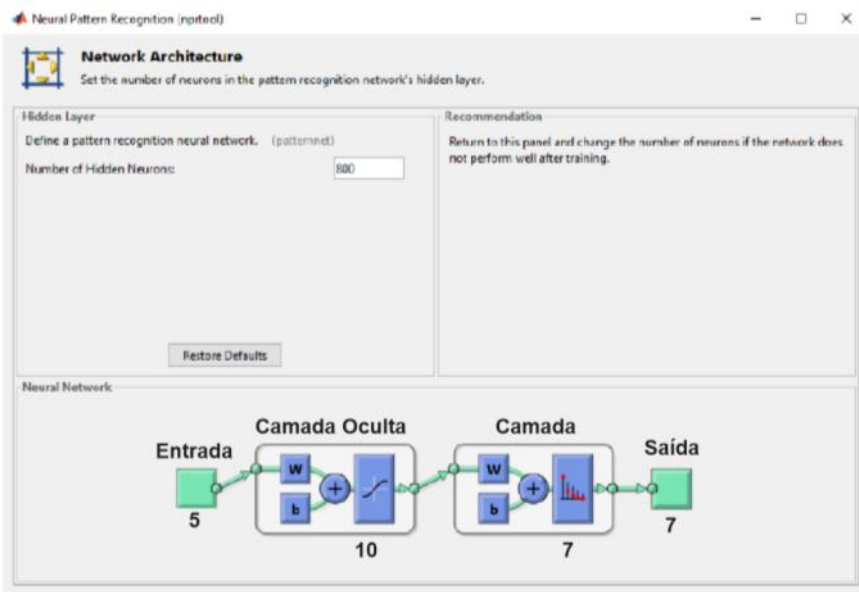 Neural Pattern Recognition (nprtool)
Network Architecture
Set the number of neurons in the pattern recognition network's hidden layer.
Hidden Layer
Define a pattern recognition neural network. (patternnet)
Number of Hidden Neurons: 800
Restore Defaults
Recommendation
Return to this panel and change the number of neurons if the network does
not perform well after training.
Neural Network
Entrada
5
Camada Oculta
W
b
+
10
Camada
W
b
+
7
Saída
7